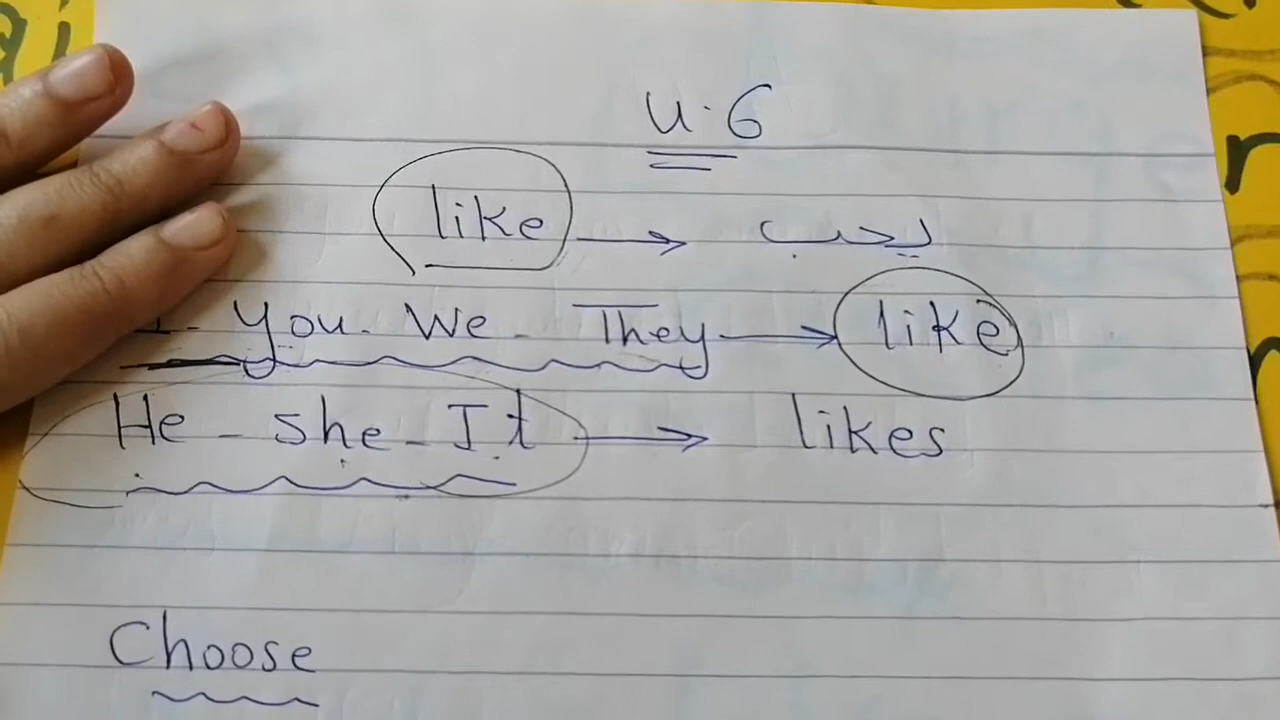 U.6
like → يحب
I - You - We - They → like
He - she - It → likes
Choose